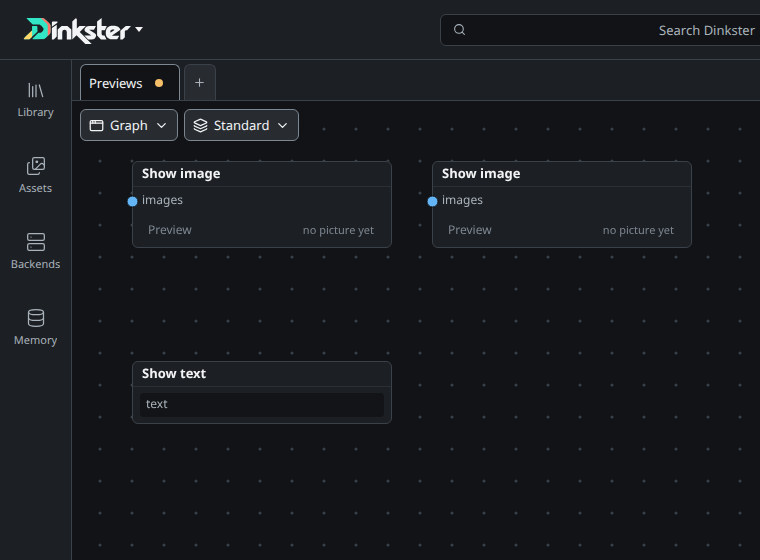 Dinkster
Search Dinkster
Library
Assets
Backends
Memory
Previews
+
Graph
Standard
Show image
images
Preview no picture yet
Show image
images
Preview no picture yet
Show text
text